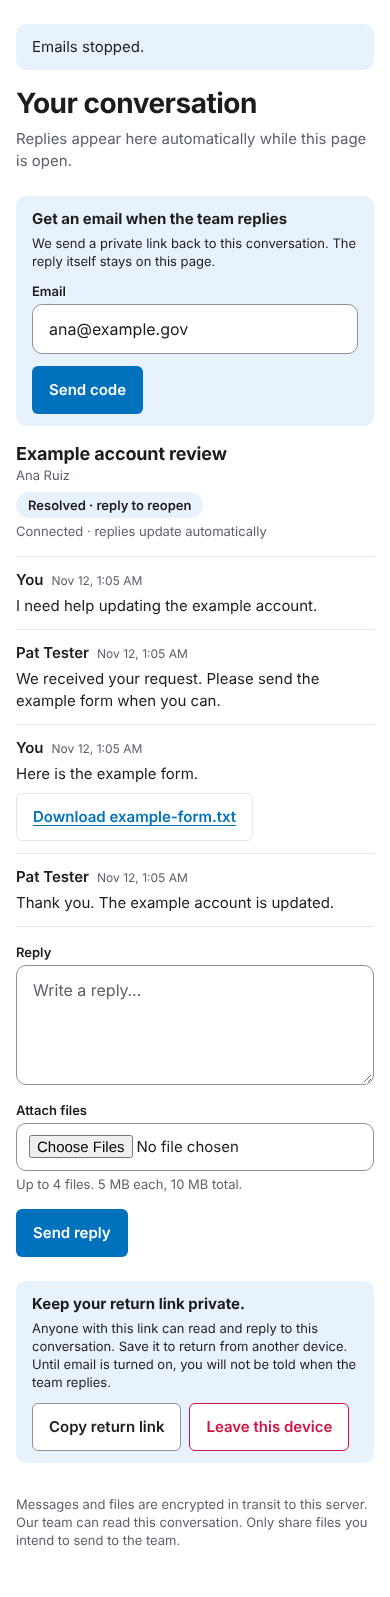 Emails stopped.
Your conversation
Replies appear here automatically while this page
is open.
Get an email when the team replies
We send a private link back to this conversation. The
reply itself stays on this page.
Email
ana@example.gov
Send code
Example account review
Ana Ruiz
Resolved · reply to reopen
Connected · replies update automatically
You Nov 12, 1:05 AM
I need help updating the example account.
Pat Tester Nov 12, 1:05 AM
We received your request. Please send the
example form when you can.
You Nov 12, 1:05 AM
Here is the example form.
Download example-form.txt
Pat Tester Nov 12, 1:05 AM
Thank you. The example account is updated.
Reply
Write a reply...
Attach files
Choose Files No file chosen
Up to 4 files. 5 MB each, 10 MB total.
Send reply
Keep your return link private.
Anyone with this link can read and reply to this
conversation. Save it to return from another device.
Until email is turned on, you will not be told when the
team replies.
Copy return link Leave this device
Messages and files are encrypted in transit to this server.
Our team can read this conversation. Only share files you
intend to send to the team.